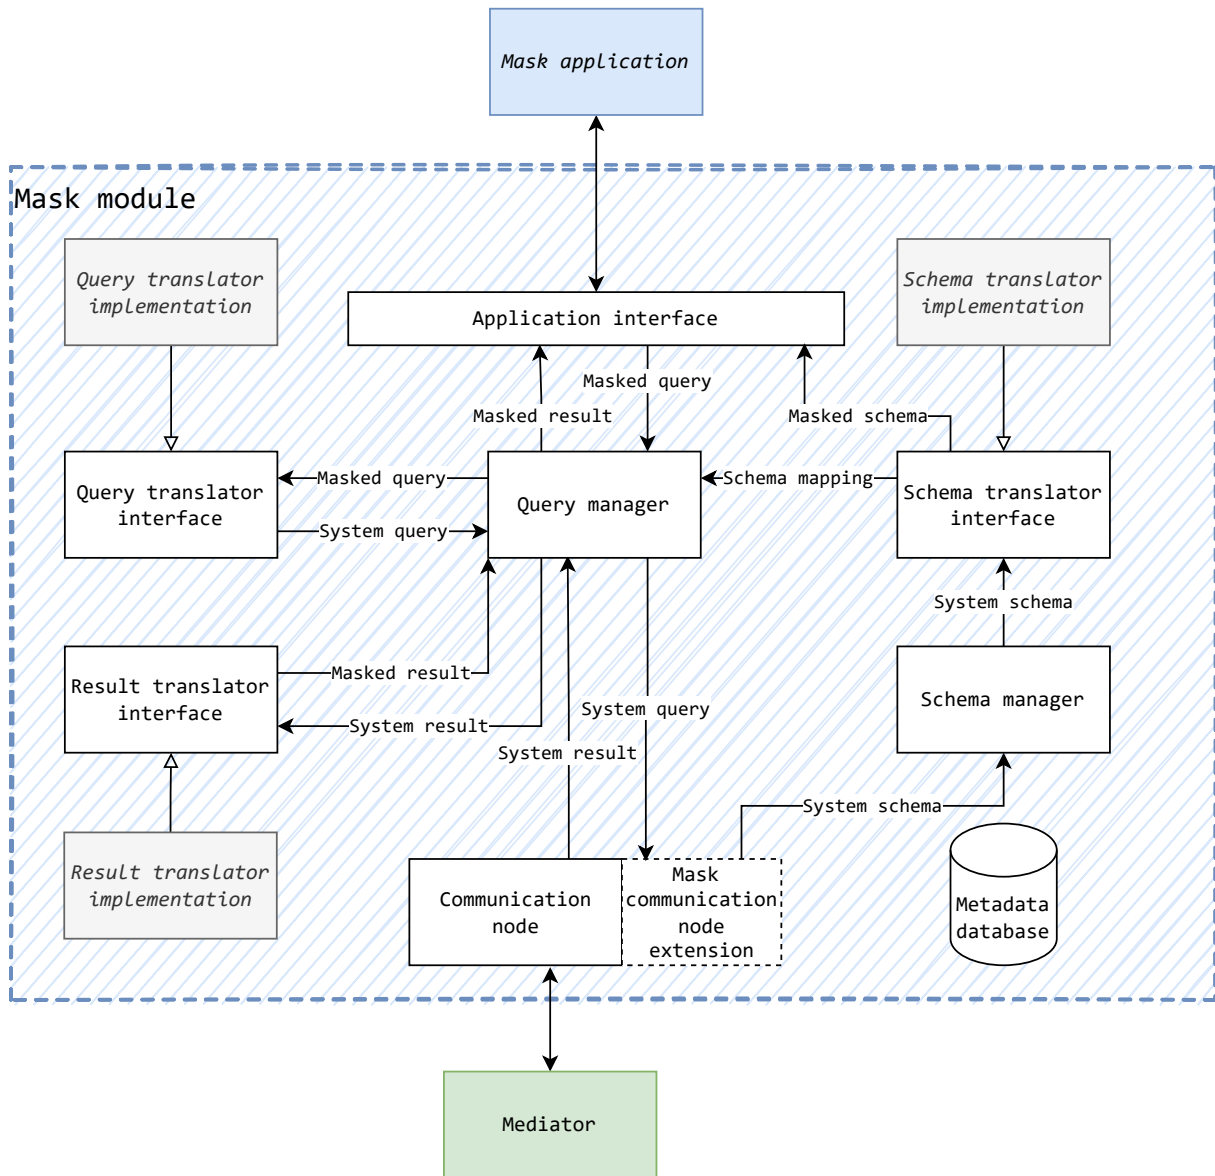 Mask application
Mask module
Query translator
implementation
Schema translator
implementation
Application interface
Masked query
Masked result
Masked schema
Query translator
interface
Masked query
System query
Query manager
Schema mapping
Schema translator
interface
System schema
Result translator
interface
Masked result
System result
System query
System result
Schema manager
System schema
Result translator
implementation
Communication
node
Mask
communication
node
extension
Metadata
database
Mediator